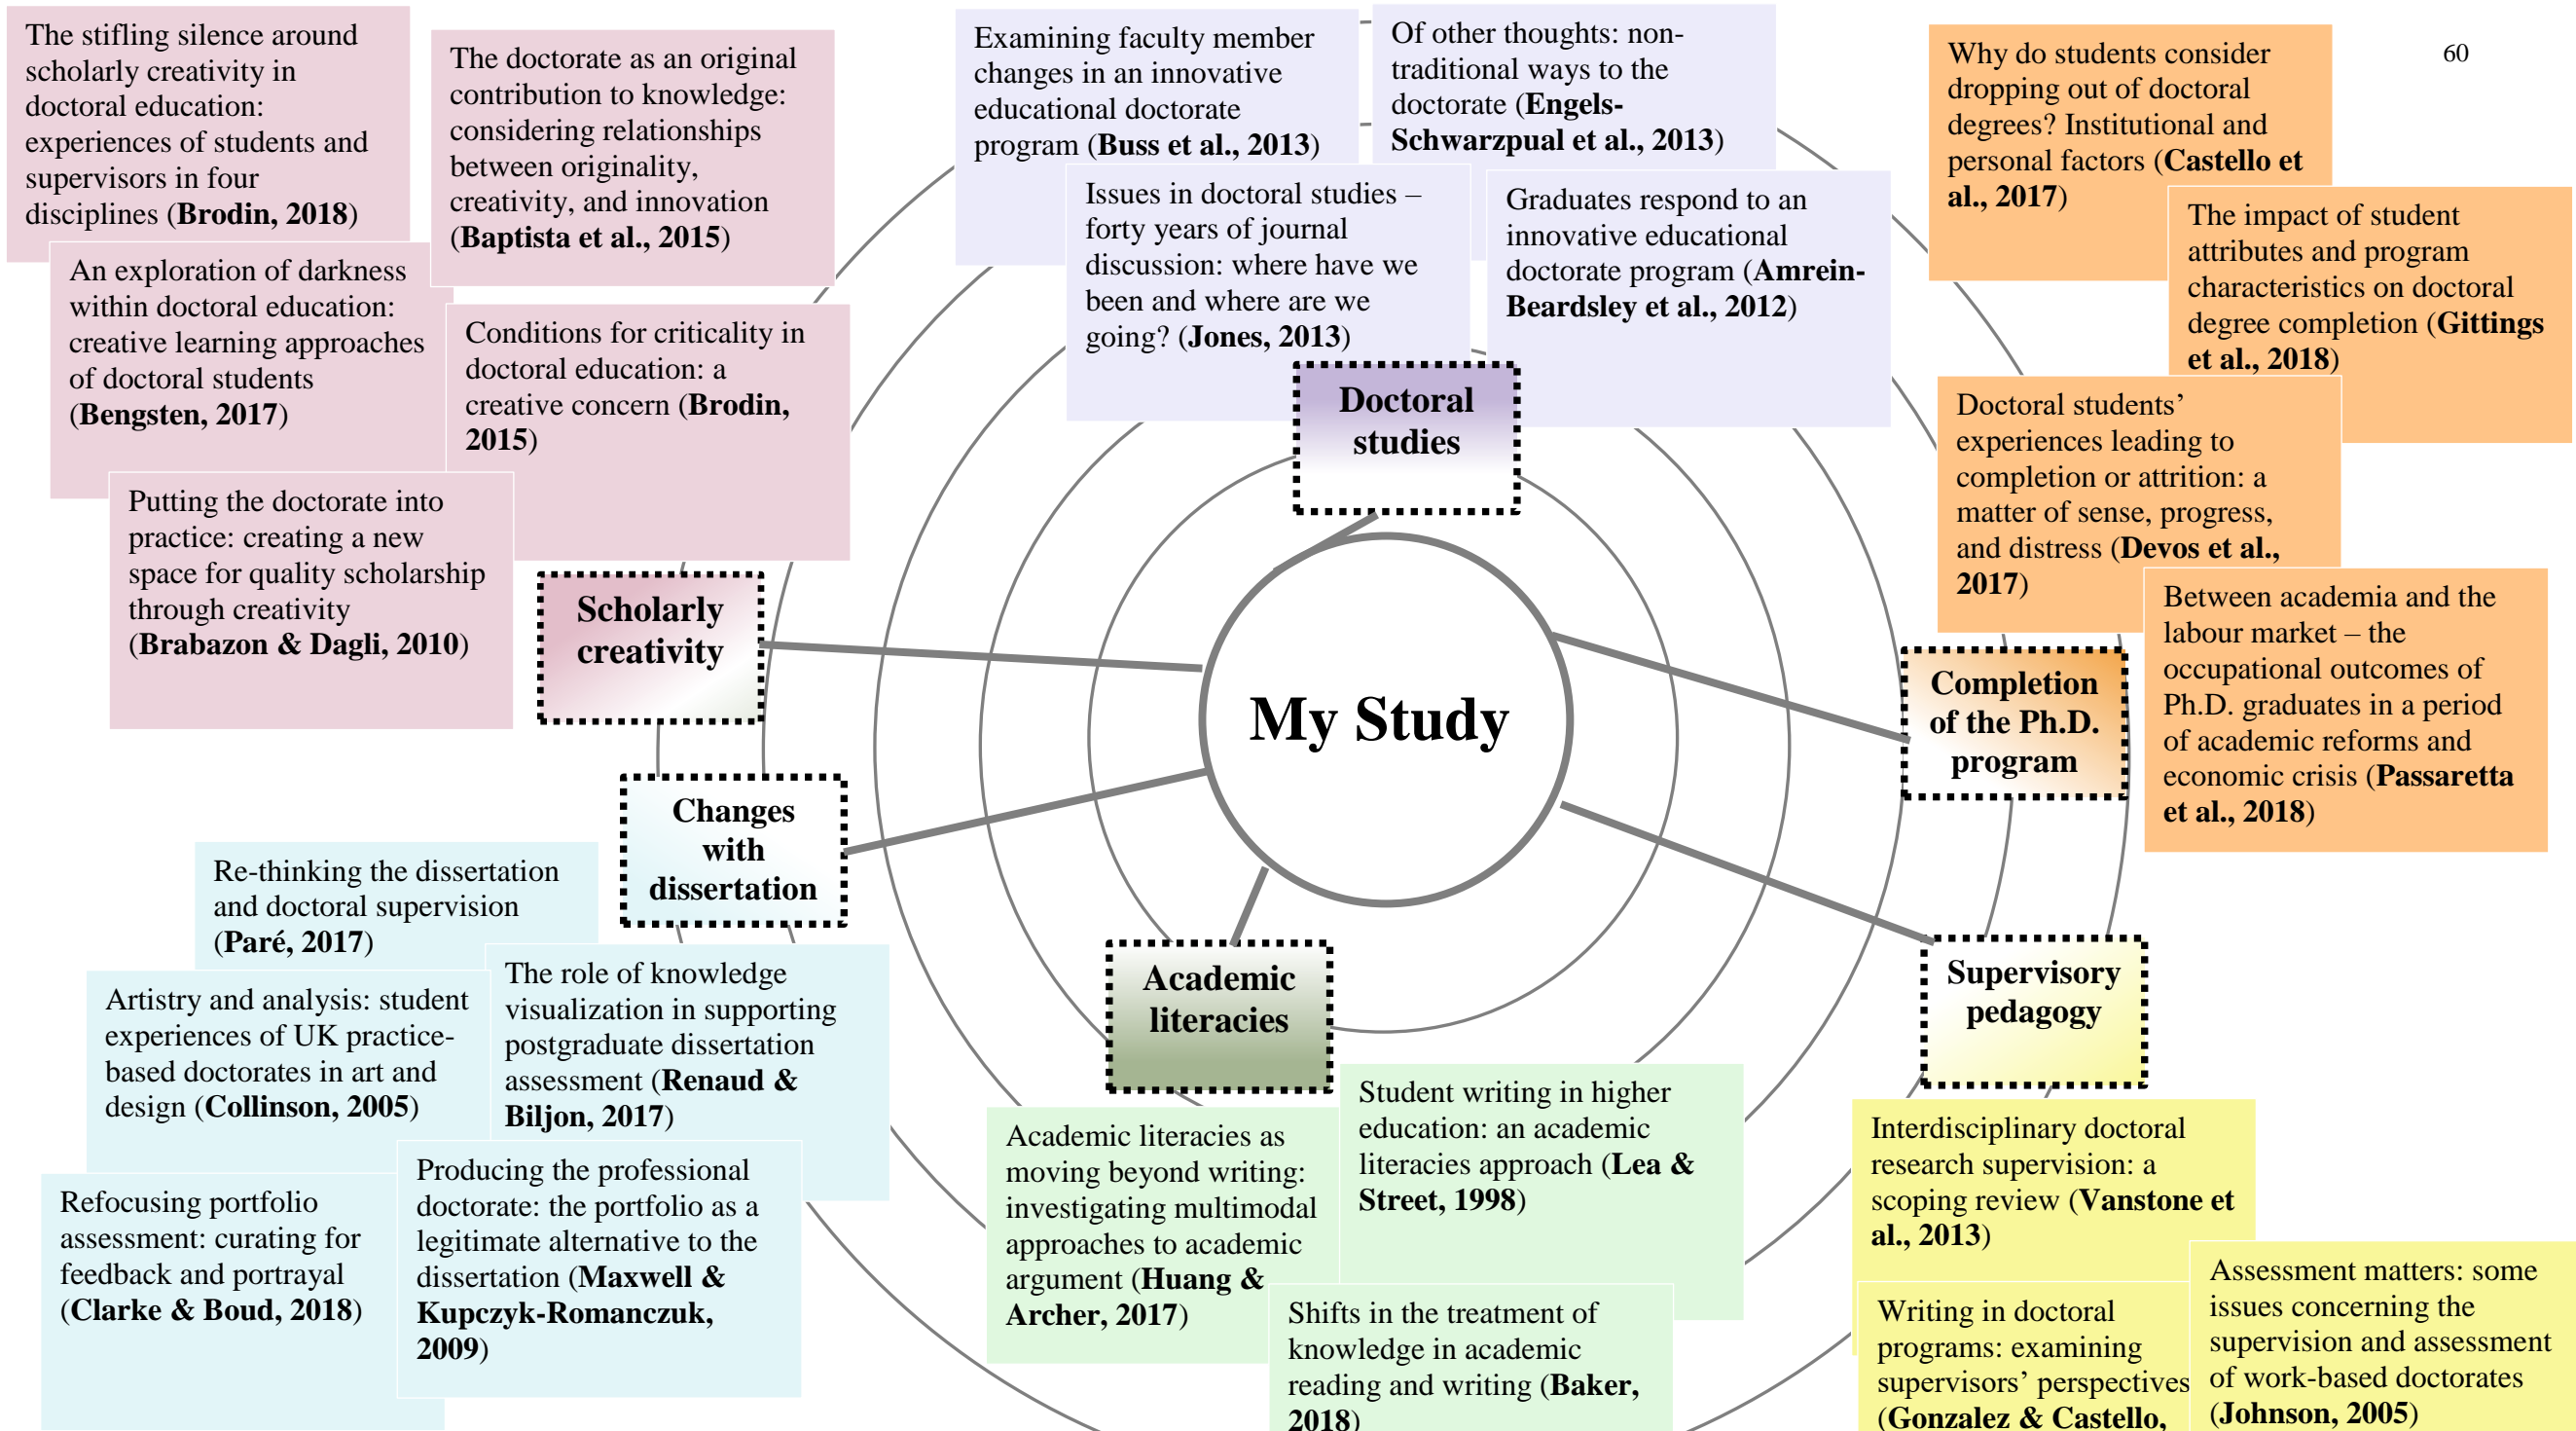 60
The stifling silence around
scholarly creativity in
doctoral education:
experiences of students and
supervisors in four
disciplines (Brodin, 2018)
The doctorate as an original
contribution to knowledge:
considering relationships
between originality,
creativity, and innovation
(Baptista et al., 2015)
An exploration of darkness
within doctoral education:
creative learning approaches
of doctoral students
(Bengsten, 2017)
Conditions for criticality in
doctoral education: a
creative concern (Brodin,
2015)
Putting the doctorate into
practice: creating a new
space for quality scholarship
through creativity
(Brabazon & Dagli, 2010)
Scholarly
creativity
Examining faculty member
changes in an innovative
educational doctorate
program (Buss et al., 2013)
Of other thoughts: non-
traditional ways to the
doctorate (Engels-
Schwarzpual et al., 2013)
Issues in doctoral studies –
forty years of journal
discussion: where have we
been and where are we
going? (Jones, 2013)
Graduates respond to an
innovative educational
doctorate program (Amrein-
Beardsley et al., 2012)
Doctoral
studies
Why do students consider
dropping out of doctoral
degrees? Institutional and
personal factors (Castello et
al., 2017)
The impact of student
attributes and program
characteristics on doctoral
degree completion (Gittings
et al., 2018)
Doctoral students’
experiences leading to
completion or attrition: a
matter of sense, progress,
and distress (Devos et al.,
2017)
Between academia and the
labour market – the
occupational outcomes of
Ph.D. graduates in a period
of academic reforms and
economic crisis (Passaretta
et al., 2018)
Completion
of the Ph.D.
program
My Study
Changes
with
dissertation
Re-thinking the dissertation
and doctoral supervision
(Paré, 2017)
Artistry and analysis: student
experiences of UK practice-
based doctorates in art and
design (Collinson, 2005)
The role of knowledge
visualization in supporting
postgraduate dissertation
assessment (Renaud &
Biljon, 2017)
Refocusing portfolio
assessment: curating for
feedback and portrayal
(Clarke & Boud, 2018)
Producing the professional
doctorate: the portfolio as a
legitimate alternative to the
dissertation (Maxwell &
Kupczyk-Romanczuk,
2009)
Academic
literacies
Academic literacies as
moving beyond writing:
investigating multimodal
approaches to academic
argument (Huang &
Archer, 2017)
Student writing in higher
education: an academic
literacies approach (Lea &
Street, 1998)
Shifts in the treatment of
knowledge in academic
reading and writing (Baker,
2018)
Supervisory
pedagogy
Interdisciplinary doctoral
research supervision: a
scoping review (Vanstone et
al., 2013)
Writing in doctoral
programs: examining
supervisors’ perspectives
(Gonzalez & Castello,
Assessment matters: some
issues concerning the
supervision and assessment
of work-based doctorates
(Johnson, 2005)